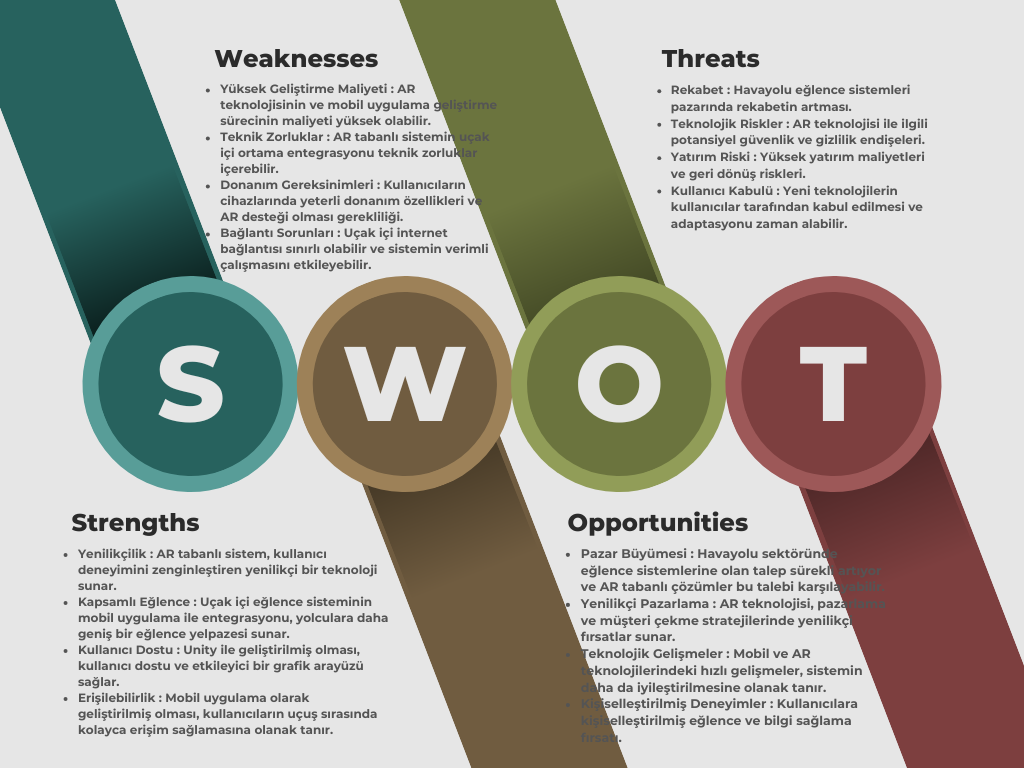 Weaknesses
• Yüksek Geliştirme Maliyeti : AR
teknolojisinin ve mobil uygulama geliştirme
sürecinin maliyeti yüksek olabilir.
• Teknik Zorluklar : AR tabanlı sistemin uçak
içi ortama entegrasyonu teknik zorluklar
içerebilir.
• Donanım Gereksinimleri : Kullanıcıların
cihazlarında yeterli donanım özellikleri ve
AR desteği olması gerekliliği.
• Bağlantı Sorunları : Uçak içi internet
bağlantısı sınırlı olabilir ve sistemin verimli
çalışmasını etkileyebilir.
Threats
• Rekabet : Havayolu eğlence sistemleri
pazarında rekabetin artması.
• Teknolojik Riskler : AR teknolojisi ile ilgili
potansiyel güvenlik ve gizlilik endişeleri.
• Yatırım Riski : Yüksek yatırım maliyetleri
ve geri dönüş riskleri.
• Kullanıcı Kabulü : Yeni teknolojilerin
kullanıcılar tarafından kabul edilmesi ve
adaptasyonu zaman alabilir.
S W O T
Strengths
• Yenilikçilik : AR tabanlı sistem, kullanıcı
deneyimini zenginleştiren yenilikçi bir teknoloji
sunar.
• Kapsamlı Eğlence : Uçak içi eğlence sisteminin
mobil uygulama ile entegrasyonu, yolculara daha
geniş bir eğlence yelpazesi sunar.
• Kullanıcı Dostu : Unity ile geliştirilmiş olması,
kullanıcı dostu ve etkileyici bir grafik arayüzü
sağlar.
• Erişilebilirlik : Mobil uygulama olarak
geliştirilmiş olması, kullanıcıların uçuş sırasında
kolayca erişim sağlamasına olanak tanır.
Opportunities
• Pazar Büyümesi : Havayolu sektöründe
eğlence sistemlerine olan talep sürekli artıyor
ve AR tabanlı çözümler bu talebi karşılayabilir.
• Yenilikçi Pazarlama : AR teknolojisi, pazarlama
ve müşteri çekme stratejilerinde yenilikçi
fırsatlar sunar.
• Teknolojik Gelişmeler : Mobil ve AR
teknolojilerindeki hızlı gelişmeler, sistemin
daha da iyileştirilmesine olanak tanır.
• Kişiselleştirilmiş Deneyimler : Kullanıcılara
kişiselleştirilmiş eğlence ve bilgi sağlama
fırsatı.